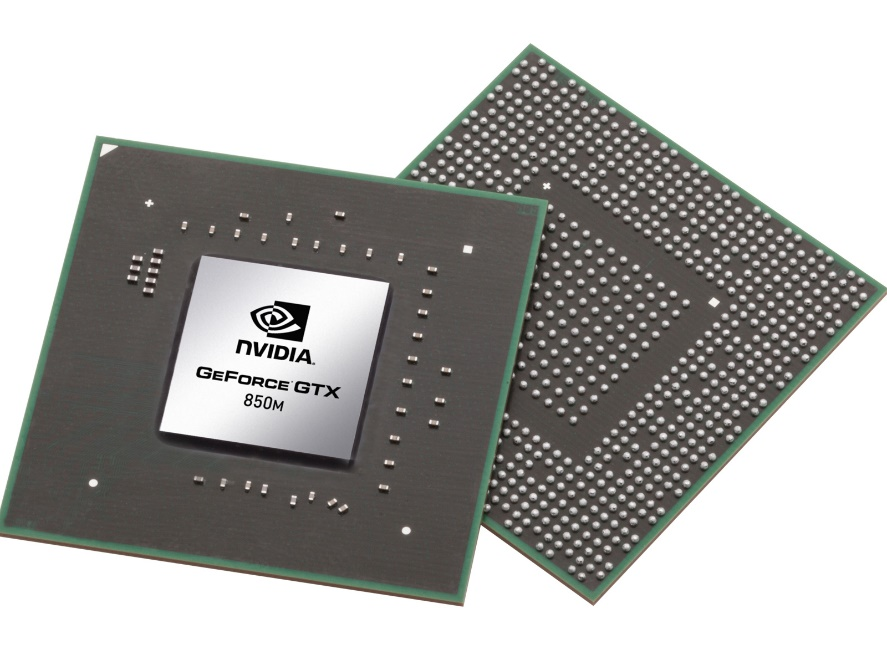 NVIDIA.
GEFORCE GTX
850M